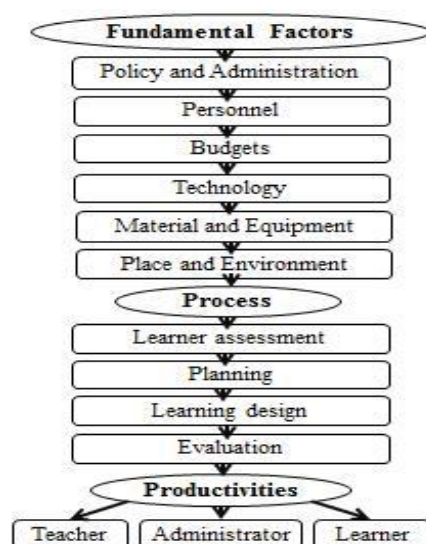 Fundamental Factors
Policy and Administration
Personnel
Budgets
Technology
Material and Equipment
Place and Environment
Process
Learner assessment
Planning
Learning design
Evaluation
Productivities
Teacher Administrator Learner